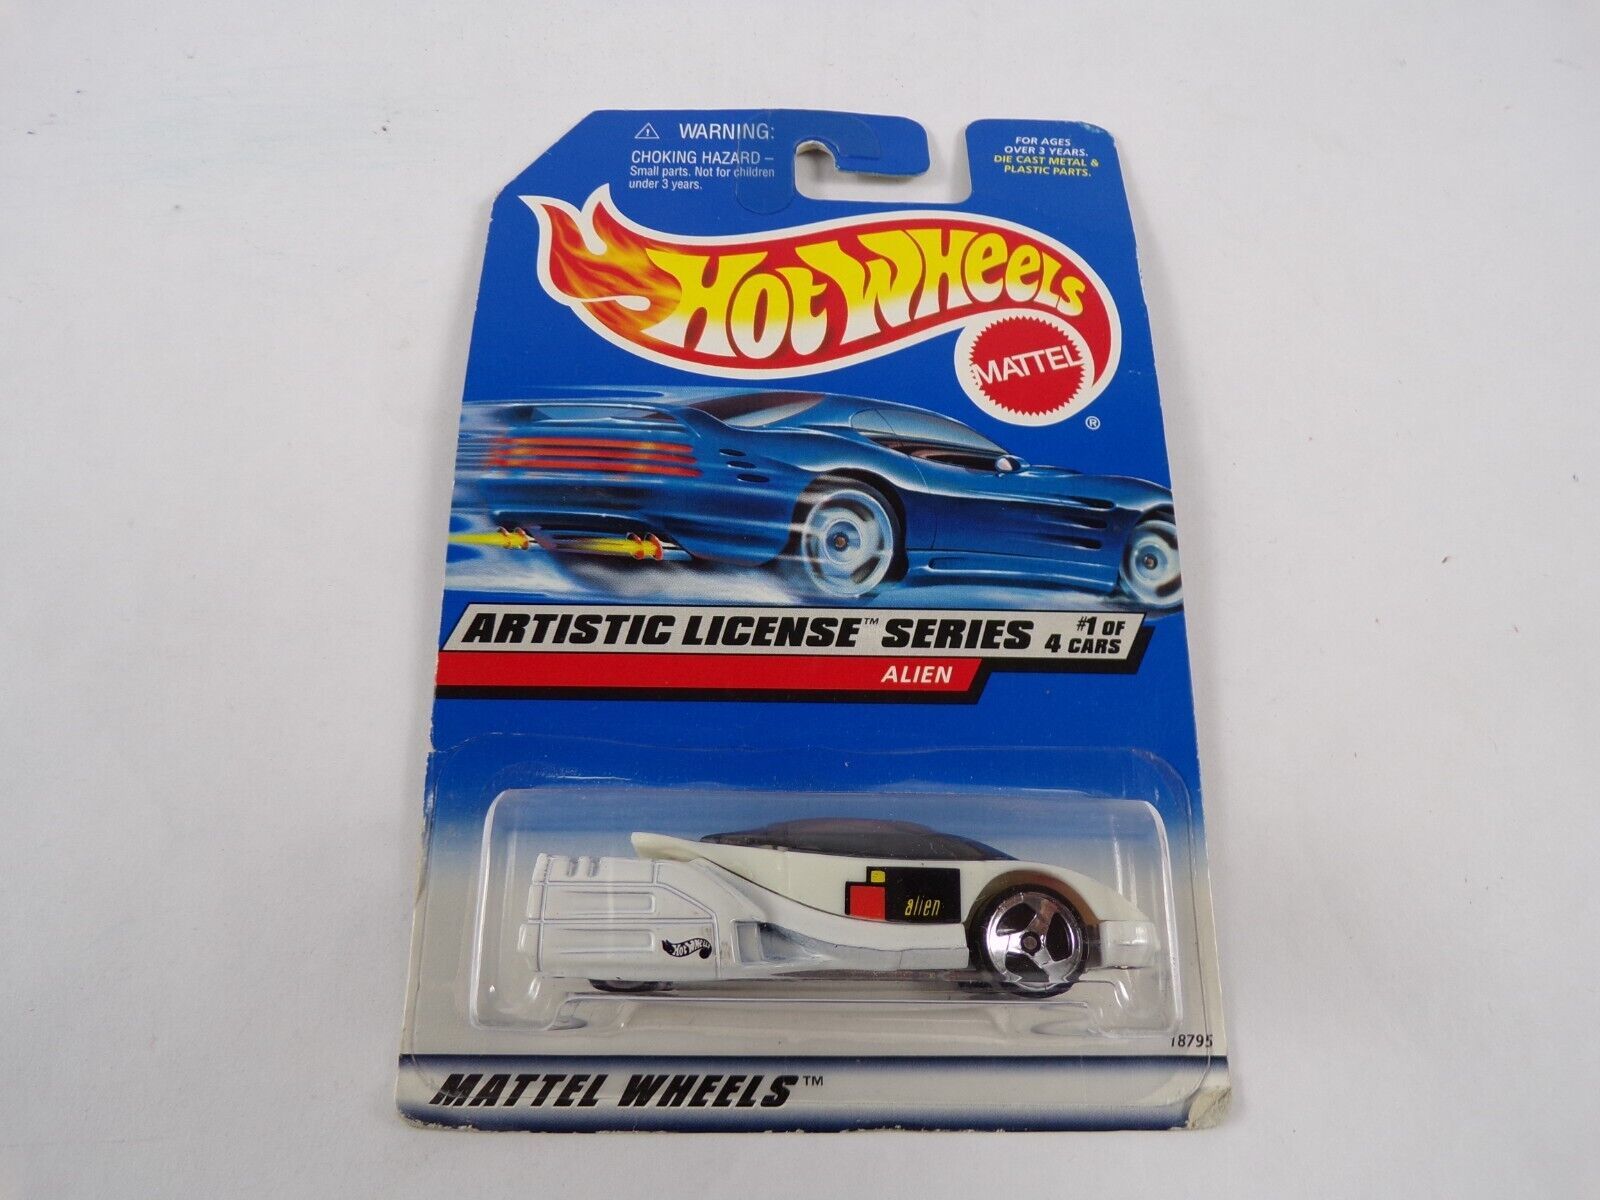 ⚠ WARNING:
CHOKING HAZARD –
Small parts. Not for children
under 3 years.
FOR AGES
OVER 3 YEARS.
DIE CAST METAL &
PLASTIC PARTS.
HOT WHEELS
MATTEL
®
ARTISTIC LICENSE™ SERIES
#1 OF
4 CARS
ALIEN
alien
HOT WHEELS
18795
MATTEL WHEELS™